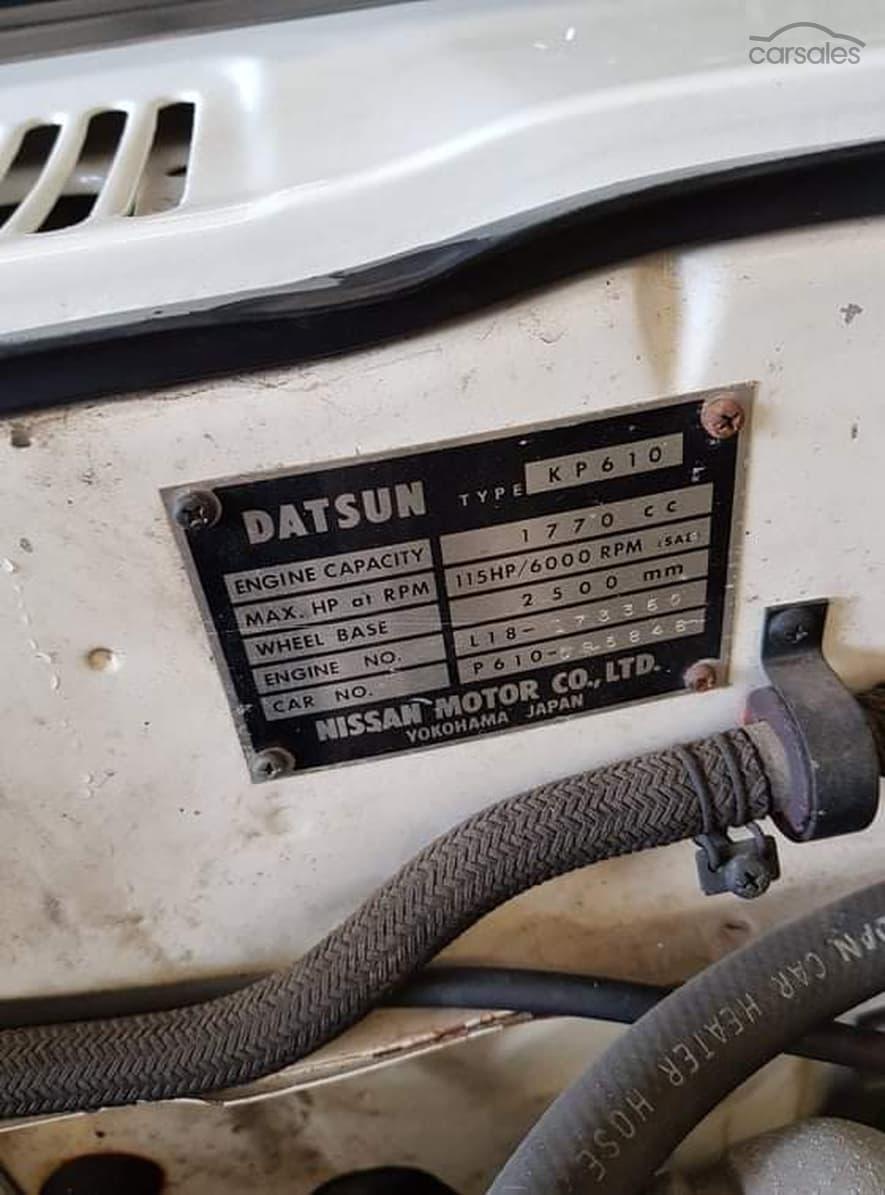 carsales
DATSUN TYPE KP610
ENGINE CAPACITY 1770 cc
MAX. HP at RPM 115HP/6000 RPM (SAE)
WHEEL BASE 2500 mm
ENGINE NO. L18-
CAR NO. P610-
NISSAN MOTOR CO., LTD.
YOKOHAMA JAPAN
CAR HEATER HOSE